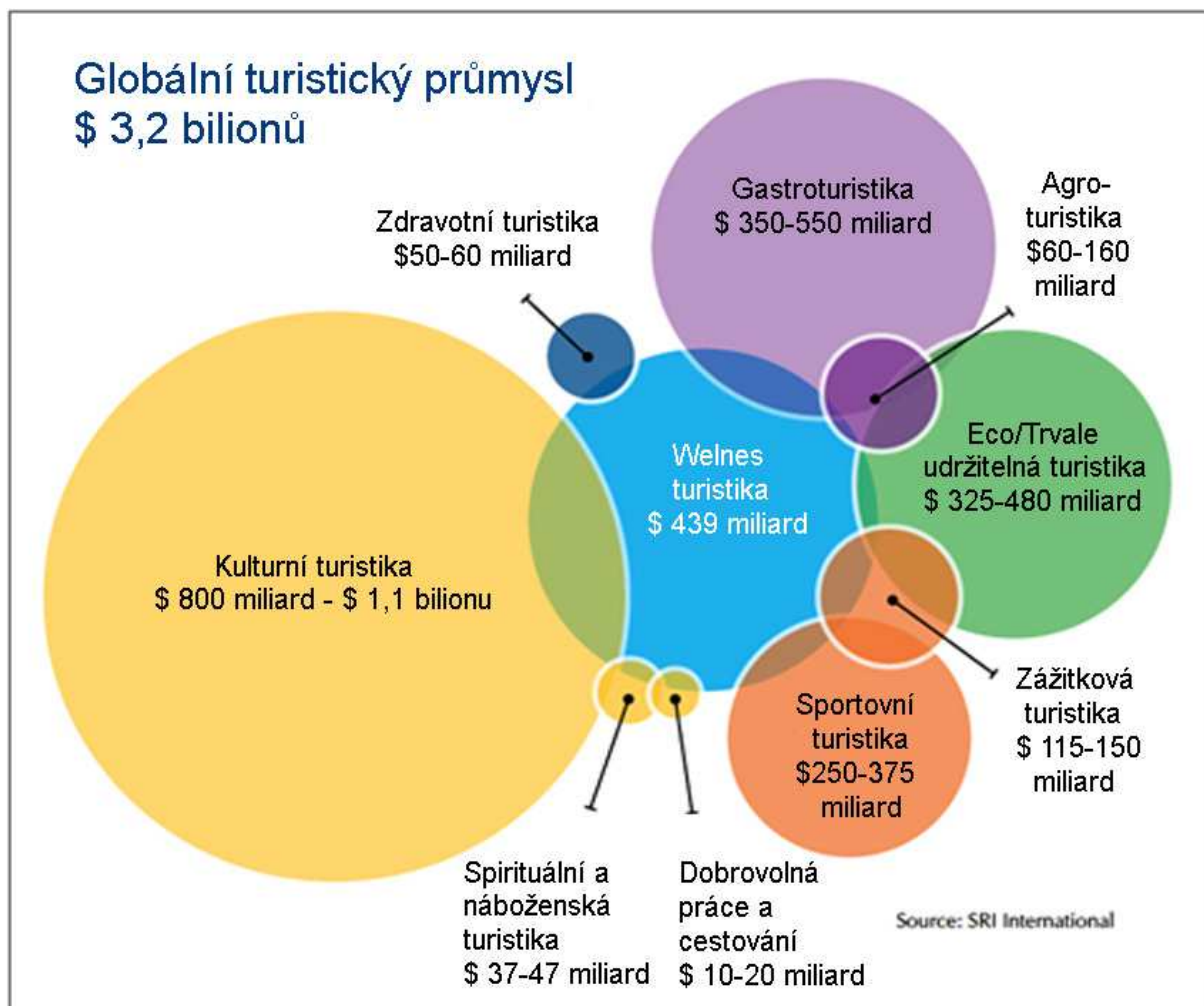 Globální turistický průmysl
$ 3,2 bilionů
Zdravotní turistika
$50-60 miliard
Gastroturistika
$ 350-550 miliard
Agro-
turistika
$60-160
miliard
Welnes
turistika
$ 439 miliard
Eco/Trvale
udržitelná turistika
$ 325-480 miliard
Kulturní turistika
$ 800 miliard - $ 1,1 bilionu
Sportovní
turistika
$250-375
miliard
Zážitková
turistika
$ 115-150
miliard
Spirituální a
náboženská
turistika
$ 37-47 miliard
Dobrovolná
práce a
cestování
$ 10-20 miliard
Source: SRI International